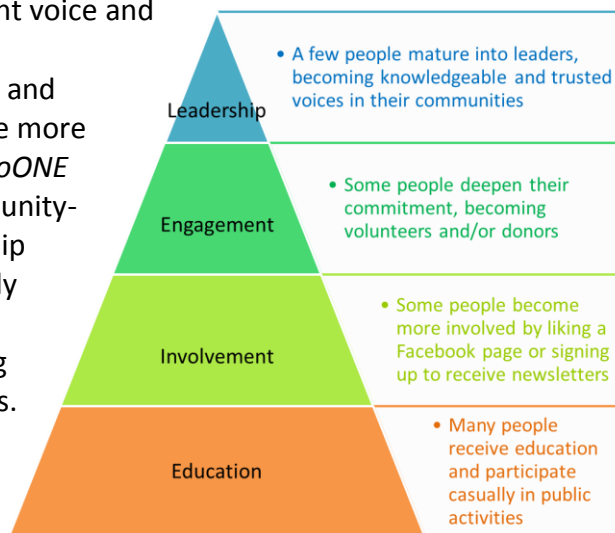 nt voice and
and
e more
oONE
unity-
ip
ly
g
s.
Leadership
• A few people mature into leaders,
becoming knowledgeable and trusted
voices in their communities
Engagement
• Some people deepen their
commitment, becoming
volunteers and/or donors
Involvement
• Some people become
more involved by liking a
Facebook page or signing
up to receive newsletters
Education
• Many people
receive education
and participate
casually in public
activities